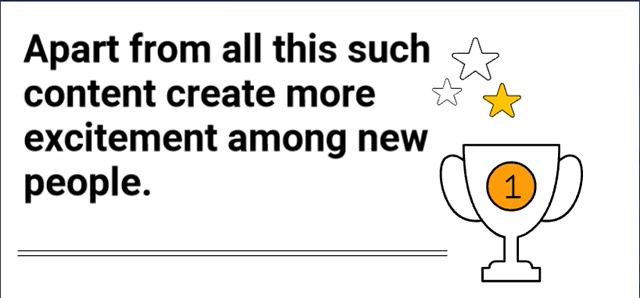 Apart from all this such
content create more
excitement among new
people.
1